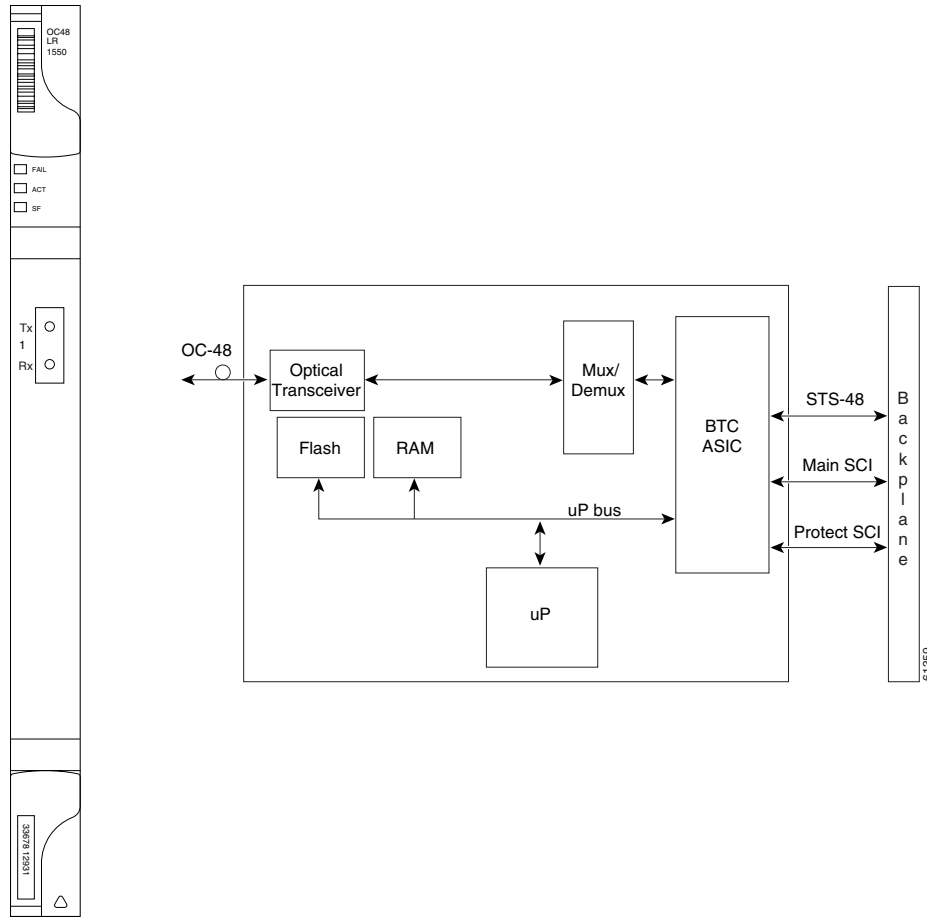 OC48
LR
1550
FAIL
ACT
SF
Tx
1
Rx
33678 12931
OC-48
Optical
Transceiver
Mux/
Demux
BTC
ASIC
Flash
RAM
uP bus
uP
STS-48
Main SCI
Protect SCI
Backplane